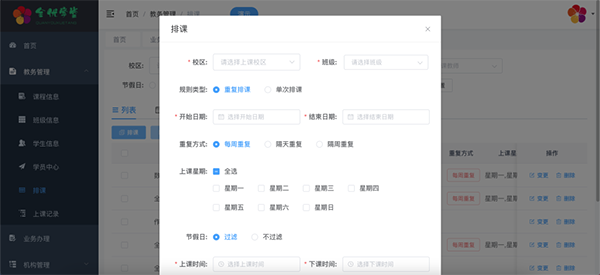 首页 / 教务管理 / 排课
演示
首页
教务管理
课程信息
班级信息
学生信息
学员中心
排课
上课记录
业务办理
机构管理
首页
校区:
节假日:
列表
排课
重复方式
操作
每周重复
星期一,星期
变更
删除
变更
删除
变更
删除
每周重复
星期一,星期
变更
删除
每周重复
星期一,星期
变更
删除
排课
* 校区: 请选择上课校区
* 班级: 请选择班级
规则类型: 重复排课 单次排课
* 开始日期: 选择开始日期
* 结束日期: 选择结束日期
重复方式: 每周重复 隔天重复 隔周重复
上课星期: 全选
星期一 星期二 星期三 星期四
星期五 星期六 星期日
节假日: 过滤 不过滤
* 上课时间: 选择上课时间
* 下课时间: 选择下课时间